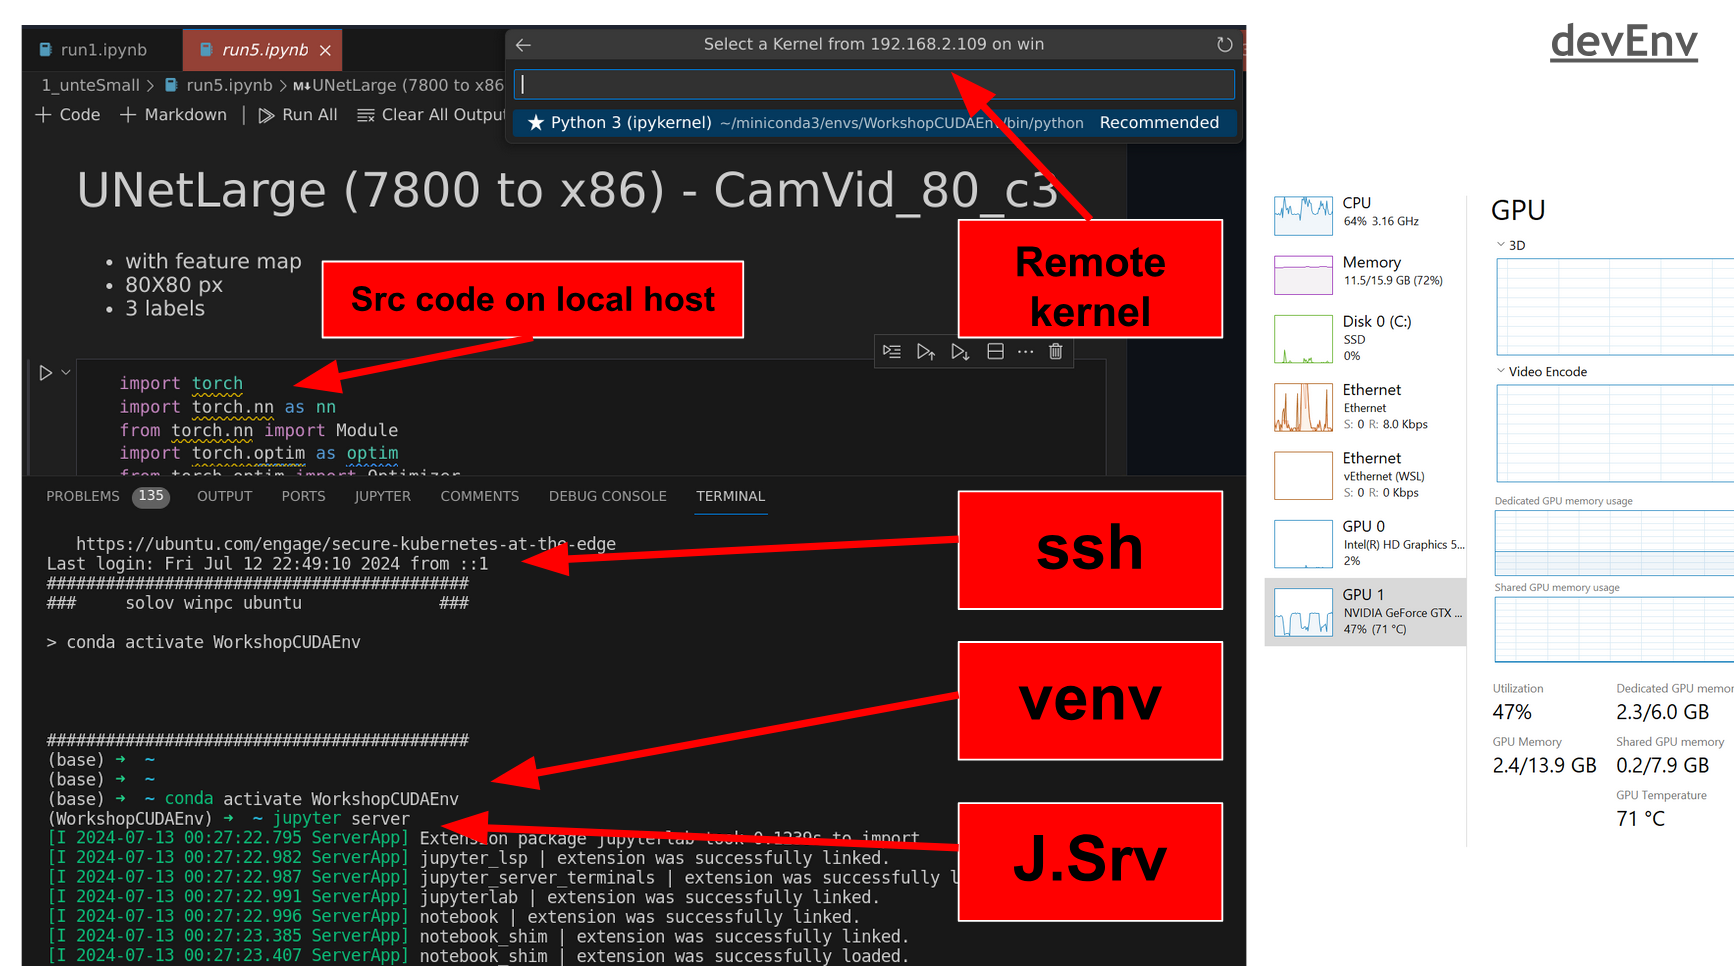 devEnv
run1.ipynb
run5.ipynb
Select a Kernel from 192.168.2.109 on win
1_unteSmall > run5.ipynb > M↓UNetLarge (7800 to x86
+ Code + Markdown | Run All Clear All Outpu
Python 3 (ipykernel) ~/miniconda3/envs/WorkshopCUDAEnv/bin/python Recommended
UNetLarge (7800 to x86) - CamVid_80_c3
• with feature map
• 80X80 px
• 3 labels
Src code on local host
Remote
kernel
import torch
import torch.nn as nn
from torch.nn import Module
import torch.optim as optim
from torch.optim import Optimizer
PROBLEMS 135 OUTPUT PORTS JUPYTER COMMENTS DEBUG CONSOLE TERMINAL
https://ubuntu.com/engage/secure-kubernetes-at-the-edge
Last login: Fri Jul 12 22:49:10 2024 from ::1
###########################################
### solov winpc ubuntu ###
> conda activate WorkshopCUDAEnv
###########################################
(base) ➜ ~
(base) ➜ ~
(base) ➜ ~ conda activate WorkshopCUDAEnv
(WorkshopCUDAEnv) ➜ ~ jupyter server
[I 2024-07-13 00:27:22.795 ServerApp] Extension package jupyterlab took 0.1239s to import
[I 2024-07-13 00:27:22.982 ServerApp] jupyter_lsp | extension was successfully linked.
[I 2024-07-13 00:27:22.987 ServerApp] jupyter_server_terminals | extension was successfully l
[I 2024-07-13 00:27:22.991 ServerApp] jupyterlab | extension was successfully linked.
[I 2024-07-13 00:27:22.996 ServerApp] notebook | extension was successfully linked.
[I 2024-07-13 00:27:23.385 ServerApp] notebook_shim | extension was successfully linked.
[I 2024-07-13 00:27:23.407 ServerApp] notebook_shim | extension was successfully loaded.
ssh
venv
J.Srv
CPU
64% 3.16 GHz
Memory
11.5/15.9 GB (72%)
Disk 0 (C:)
SSD
0%
Ethernet
Ethernet
S: 0 R: 8.0 Kbps
Ethernet
vEthernet (WSL)
S: 0 R: 0 Kbps
GPU 0
Intel(R) HD Graphics 5...
2%
GPU 1
NVIDIA GeForce GTX ...
47% (71 °C)
GPU
3D
Video Encode
Dedicated GPU memory usage
Shared GPU memory usage
Utilization
47%
Dedicated GPU memor
2.3/6.0 GB
GPU Memory
2.4/13.9 GB
Shared GPU memory
0.2/7.9 GB
GPU Temperature
71 °C